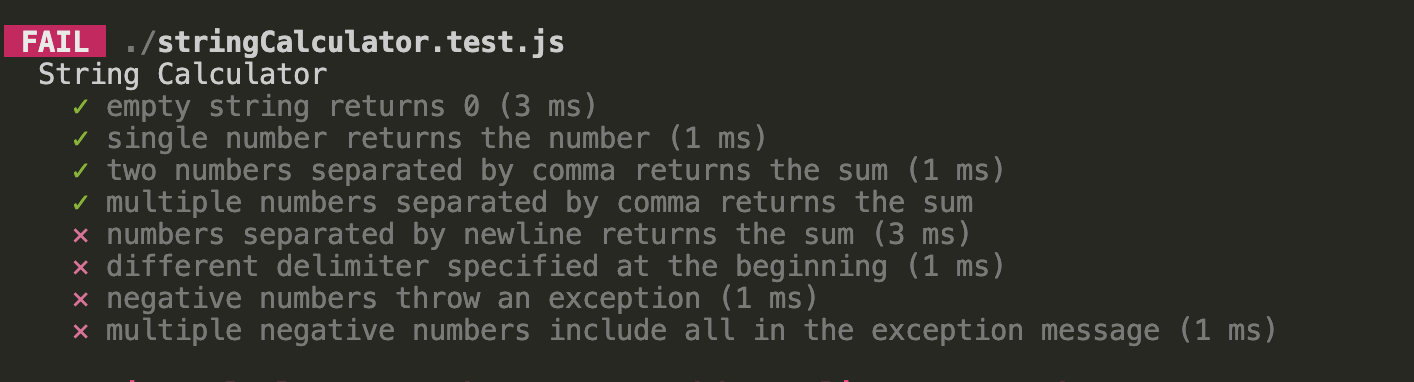 FAIL ./stringCalculator.test.js
String Calculator
✓ empty string returns 0 (3 ms)
✓ single number returns the number (1 ms)
✓ two numbers separated by comma returns the sum (1 ms)
✓ multiple numbers separated by comma returns the sum
✕ numbers separated by newline returns the sum (3 ms)
✕ different delimiter specified at the beginning (1 ms)
✕ negative numbers throw an exception (1 ms)
✕ multiple negative numbers include all in the exception message (1 ms)